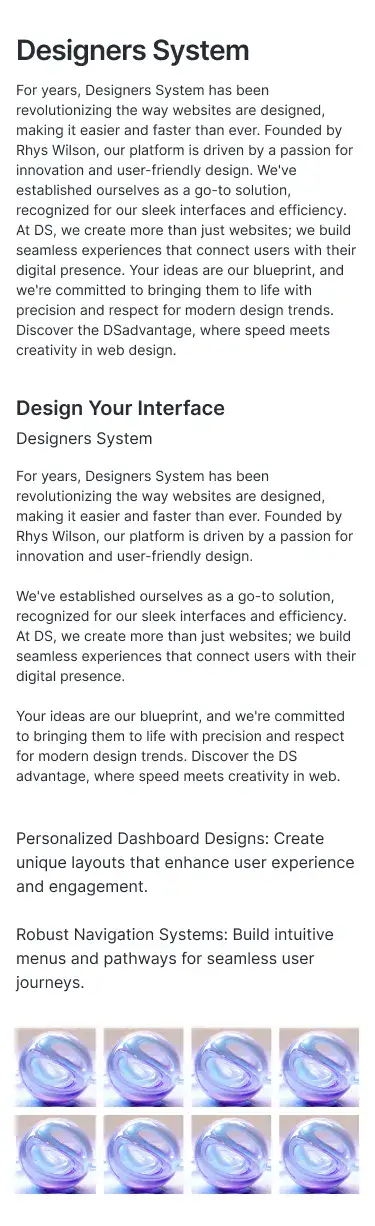 Designers System
For years, Designers System has been
revolutionizing the way websites are designed,
making it easier and faster than ever. Founded by
Rhys Wilson, our platform is driven by a passion for
innovation and user-friendly design. We've
established ourselves as a go-to solution,
recognized for our sleek interfaces and efficiency.
At DS, we create more than just websites; we build
seamless experiences that connect users with their
digital presence. Your ideas are our blueprint, and
we're committed to bringing them to life with
precision and respect for modern design trends.
Discover the DSadvantage, where speed meets
creativity in web design.
Design Your Interface
Designers System
For years, Designers System has been
revolutionizing the way websites are designed,
making it easier and faster than ever. Founded by
Rhys Wilson, our platform is driven by a passion for
innovation and user-friendly design.
We've established ourselves as a go-to solution,
recognized for our sleek interfaces and efficiency.
At DS, we create more than just websites; we build
seamless experiences that connect users with their
digital presence.
Your ideas are our blueprint, and we're committed
to bringing them to life with precision and respect
for modern design trends. Discover the DS
advantage, where speed meets creativity in web.
Personalized Dashboard Designs: Create
unique layouts that enhance user experience
and engagement.
Robust Navigation Systems: Build intuitive
menus and pathways for seamless user
journeys.